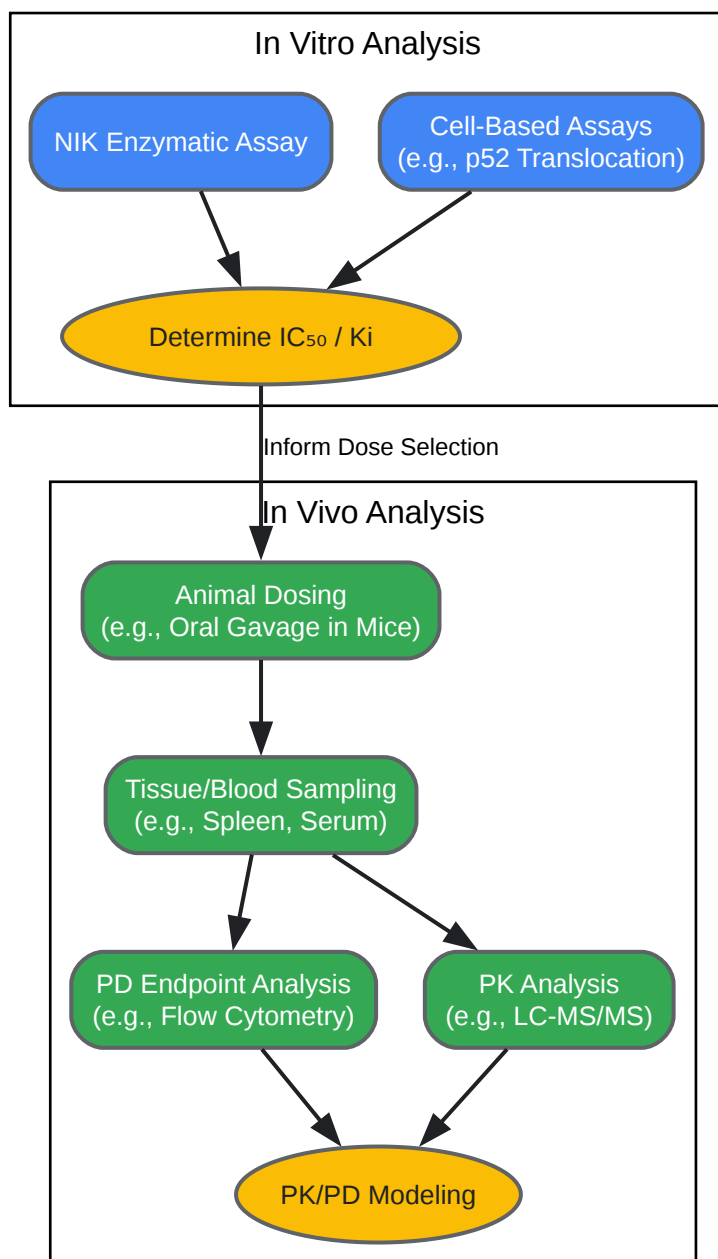 In Vitro Analysis
NIK Enzymatic Assay
Cell-Based Assays
(e.g., p52 Translocation)
Determine IC₅₀ / Ki
Inform Dose Selection
In Vivo Analysis
Animal Dosing
(e.g., Oral Gavage in Mice)
Tissue/Blood Sampling
(e.g., Spleen, Serum)
PD Endpoint Analysis
(e.g., Flow Cytometry)
PK Analysis
(e.g., LC-MS/MS)
PK/PD Modeling